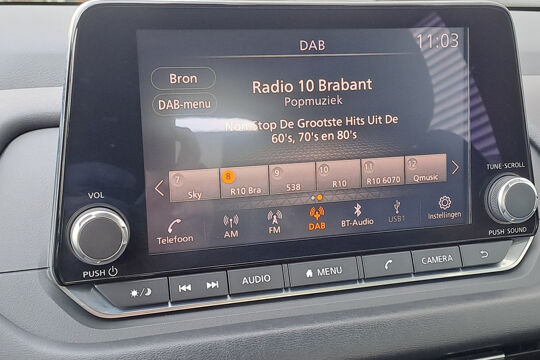 DAB
11:03
Bron
DAB-menu
Radio 10 Brabant
Popmuziek
Non-Stop De Grootste Hits Uit De
60's, 70's en 80's
7 8 9 10 11 12
Sky R10 Bra 538 R10 R10 6070 Qmusic
Telefoon AM FM DAB BT-Audio USB1 Instellingen
VOL
PUSH
TUNE·SCROLL
PUSH SOUND
AUDIO MENU CAMERA